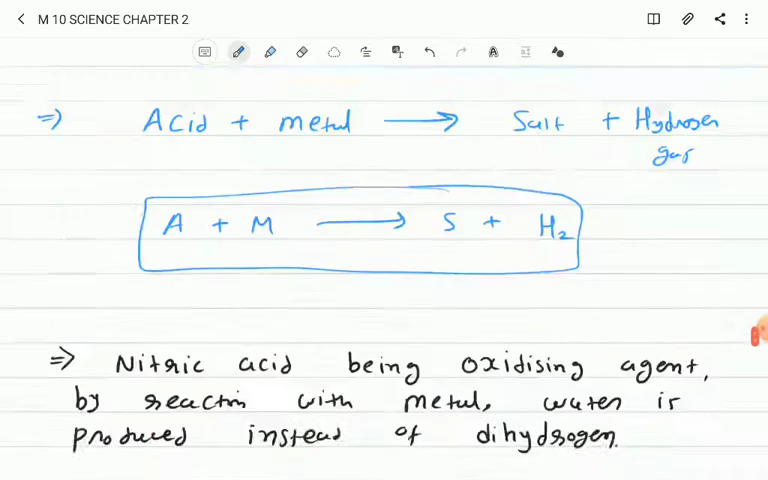 M 10 SCIENCE CHAPTER 2
=> Acid + metal → Salt + Hydrogen
gas
A + M → S + H₂
=> Nitric acid being oxidising agent,
by reactin with metal, water is
produced instead of dihydrogen.